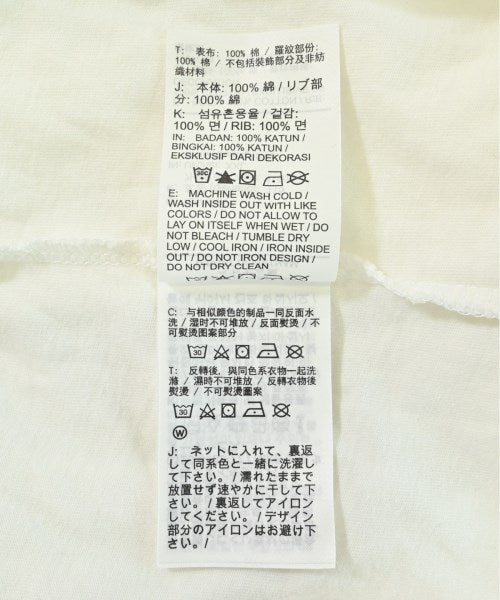 T: 表布: 100% 棉 / 羅紋部份:
100% 棉 / 不包括裝飾部分及非紡
織材料
J: 本体: 100% 綿 / リブ部
分: 100% 綿
K: 섬유혼용율 / 겉감:
100% 면 / RIB: 100% 면
IN: BADAN: 100% KATUN /
BINGKAI: 100% KATUN /
EKSKLUSIF DARI DEKORASI
E: MACHINE WASH COLD /
WASH INSIDE OUT WITH LIKE
COLORS / DO NOT ALLOW TO
LAY ON ITSELF WHEN WET / DO
NOT BLEACH / TUMBLE DRY
LOW / COOL IRON / IRON INSIDE
OUT / DO NOT IRON DESIGN /
DO NOT DRY CLEAN
C: 与相似颜色的制品一同反面水
洗 / 湿时不可堆放 / 反面熨烫 / 不
可熨烫图案部分
30
T: 反轉後，與同色系衣物一起洗
滌 / 濕時不可堆放 / 反轉衣物後
熨燙 / 不可熨燙圖案
30
W
J: ネットに入れて、裏返
して同系色と一緒に洗濯し
て下さい。/ 濡れたままで
放置せず速やかに干して下
さい。/ 裏返してアイロン
してください。/ デザイン
部分のアイロンはお避け下
さい。/